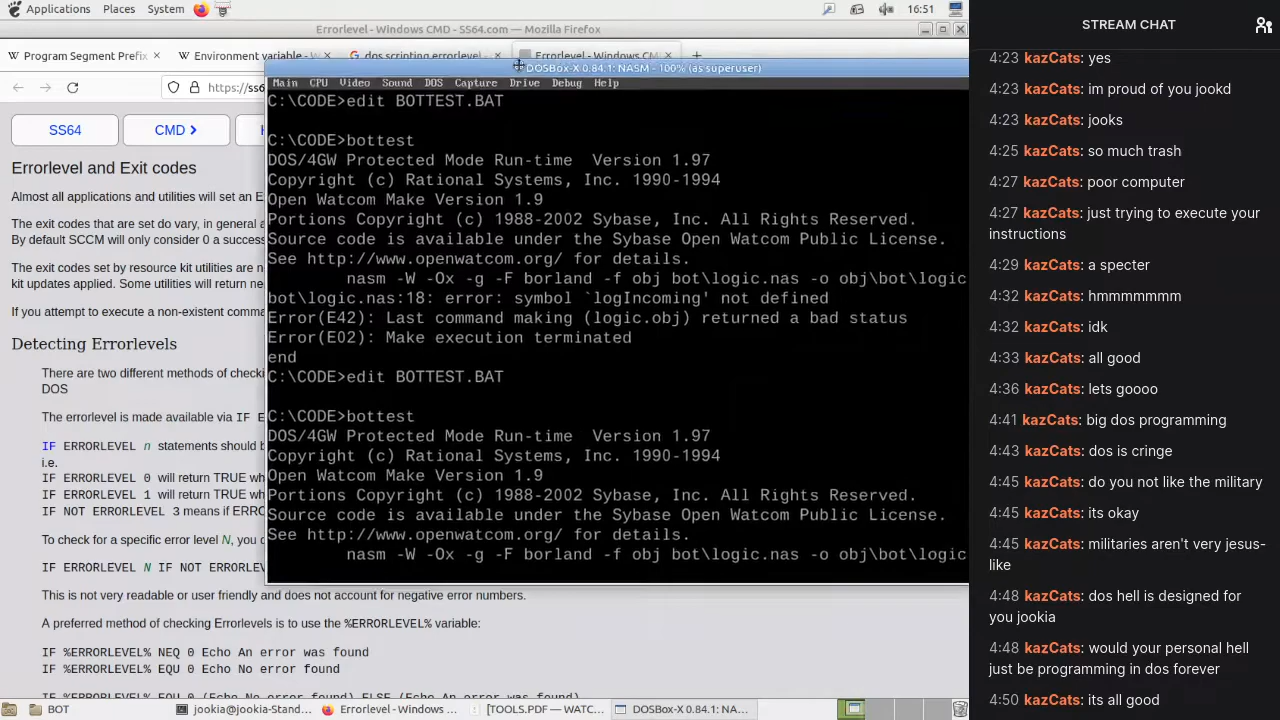 Applications Places System 16:51
Errorlevel - Windows CMD - SS64.com — Mozilla Firefox
Program Segment Prefix Environment variable - W dos scripting errorlevel - Errorlevel - Windows CM
https://ss6
SS64 CMD
Errorlevel and Exit codes
Almost all applications and utilities will set an E
The exit codes that are set do vary, in general a
By default SCCM will only consider 0 a success
The exit codes set by resource kit utilities are n
kit updates applied. Some utilities will return ne
If you attempt to execute a non-existent comma
Detecting Errorlevels
There are two different methods of checki
DOS
The errorlevel is made available via IF E
IF ERRORLEVEL n statements should b
i.e.
IF ERRORLEVEL 0 will return TRUE wh
IF ERRORLEVEL 1 will return TRUE wh
IF NOT ERRORLEVEL 3 means if ERRO
To check for a specific error level N, you c
IF ERRORLEVEL N IF NOT ERRORLEV
This is not very readable or user friendly and does not account for negative error numbers.
A preferred method of checking Errorlevels is to use the %ERRORLEVEL% variable:
IF %ERRORLEVEL% NEQ 0 Echo An error was found
IF %ERRORLEVEL% EQU 0 Echo No error found
IF %ERRORLEVEL% EQU 0 (Echo No error found) ELSE (Echo An error was found)
DOSBox-X 0.84.1: NASM - 100% (as superuser)
Main CPU Video Sound DOS Capture Drive Debug Help
C:\CODE>edit BOTTEST.BAT
C:\CODE>bottest
DOS/4GW Protected Mode Run-time Version 1.97
Copyright (c) Rational Systems, Inc. 1990-1994
Open Watcom Make Version 1.9
Portions Copyright (c) 1988-2002 Sybase, Inc. All Rights Reserved.
Source code is available under the Sybase Open Watcom Public License.
See http://www.openwatcom.org/ for details.
nasm -W -Ox -g -F borland -f obj bot\logic.nas -o obj\bot\logic
bot\logic.nas:18: error: symbol `logIncoming' not defined
Error(E42): Last command making (logic.obj) returned a bad status
Error(E02): Make execution terminated
end
C:\CODE>edit BOTTEST.BAT
C:\CODE>bottest
DOS/4GW Protected Mode Run-time Version 1.97
Copyright (c) Rational Systems, Inc. 1990-1994
Open Watcom Make Version 1.9
Portions Copyright (c) 1988-2002 Sybase, Inc. All Rights Reserved.
Source code is available under the Sybase Open Watcom Public License.
See http://www.openwatcom.org/ for details.
nasm -W -Ox -g -F borland -f obj bot\logic.nas -o obj\bot\logic
BOT jookia@jookia-Stand... Errorlevel - Windows ... [TOOLS.PDF — WATC... DOSBox-X 0.84.1: NA...
STREAM CHAT
4:23 kazCats: yes
4:23 kazCats: im proud of you jookd
4:23 kazCats: jooks
4:25 kazCats: so much trash
4:27 kazCats: poor computer
4:27 kazCats: just trying to execute your
instructions
4:29 kazCats: a specter
4:32 kazCats: hmmmmmmm
4:32 kazCats: idk
4:33 kazCats: all good
4:36 kazCats: lets goooo
4:41 kazCats: big dos programming
4:43 kazCats: dos is cringe
4:45 kazCats: do you not like the military
4:45 kazCats: its okay
4:45 kazCats: militaries aren't very jesus-
like
4:48 kazCats: dos hell is designed for
you jookia
4:48 kazCats: would your personal hell
just be programming in dos forever
4:50 kazCats: its all good